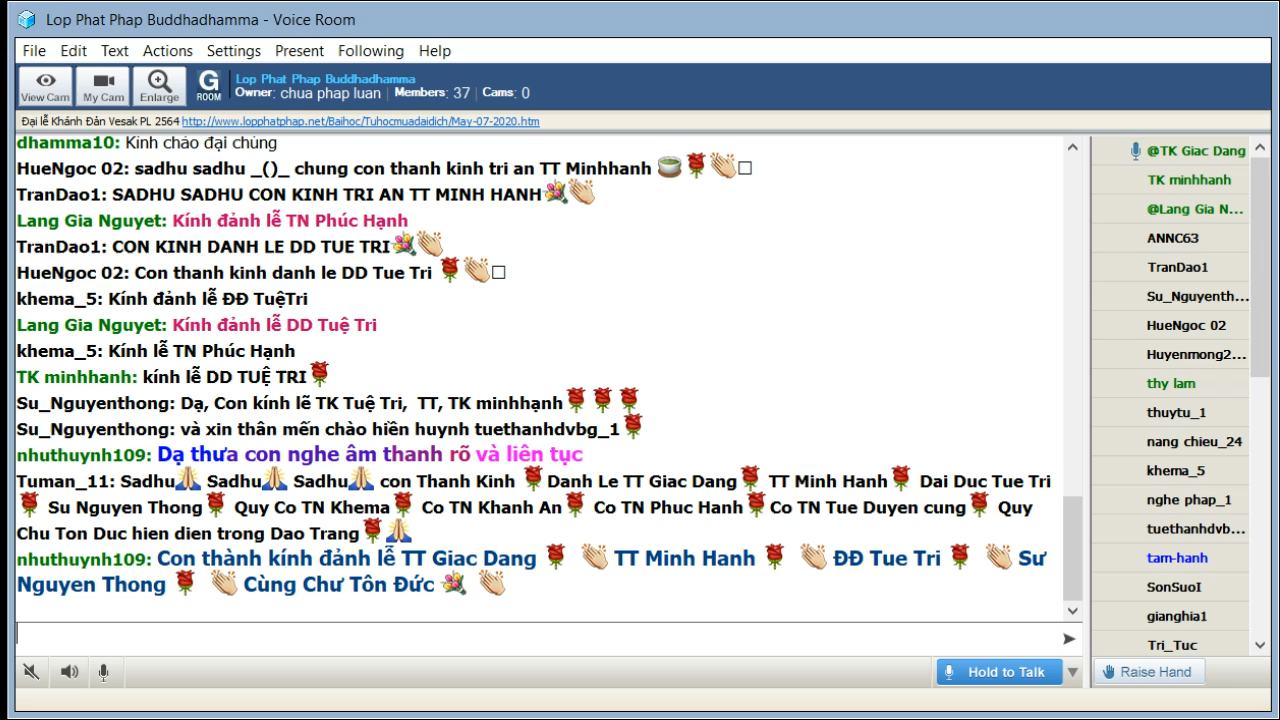 Lop Phat Phap Buddhadhamma - Voice Room
File Edit Text Actions Settings Present Following Help
View Cam My Cam Enlarge G ROOM
Lop Phat Phap Buddhadhamma
Owner: chua phap luan | Members: 37 | Cams: 0
Đại lễ Khánh Đản Vesak PL 2564 http://www.lopphatphap.net/Baihoc/Tuhocmuadaidich/May-07-2020.htm
dhamma10: Kính chào đại chúng
HueNgoc 02: sadhu sadhu _()_ chung con thanh kinh tri an TT Minhhanh 🍵🌹👏□
TranDao1: SADHU SADHU CON KINH TRI AN TT MINH HANH💐👏
Lang Gia Nguyet: Kính đảnh lễ TN Phúc Hạnh
TranDao1: CON KINH DANH LE DD TUE TRI💐👏
HueNgoc 02: Con thanh kinh danh le DD Tue Tri 🌹👏□
khema_5: Kính đảnh lễ ĐĐ TuệTri
Lang Gia Nguyet: Kính đảnh lễ DD Tuệ Tri
khema_5: Kính lễ TN Phúc Hạnh
TK minhhanh: kính lễ DD TUỆ TRI🌹
Su_Nguyenthong: Dạ, Con kính lẽ TK Tuệ Tri, TT, TK minhhạnh🌹🌹🌹
Su_Nguyenthong: và xin thân mến chào hiền huynh tuethanhdvbg_1🌹
nhuthuynh109: Dạ thưa con nghe âm thanh rõ và liên tục
Tuman_11: Sadhu🙏 Sadhu🙏 Sadhu🙏 con Thanh Kinh 🌹Danh Le TT Giac Dang🌹 TT Minh Hanh🌹 Dai Duc Tue Tri
🌹 Su Nguyen Thong🌹 Quy Co TN Khema🌹 Co TN Khanh An🌹 Co TN Phuc Hanh🌹Co TN Tue Duyen cung🌹 Quy
Chu Ton Duc hien dien trong Dao Trang🌹🙏
nhuthuynh109: Con thành kính đảnh lễ TT Giac Dang 🌹 👏 TT Minh Hanh 🌹 👏 ĐĐ Tue Tri 🌹 👏 Sư
Nguyen Thong 🌹 👏 Cùng Chư Tôn Đức 💐 👏
Hold to Talk
@TK Giac Dang
TK minhhanh
@Lang Gia N...
ANNC63
TranDao1
Su_Nguyenth...
HueNgoc 02
Huyenmong2...
thy lam
thuytu_1
nang chieu_24
khema_5
nghe phap_1
tuethanhdvb...
tam-hanh
SonSuoI
gianghia1
Tri_Tuc
Raise Hand